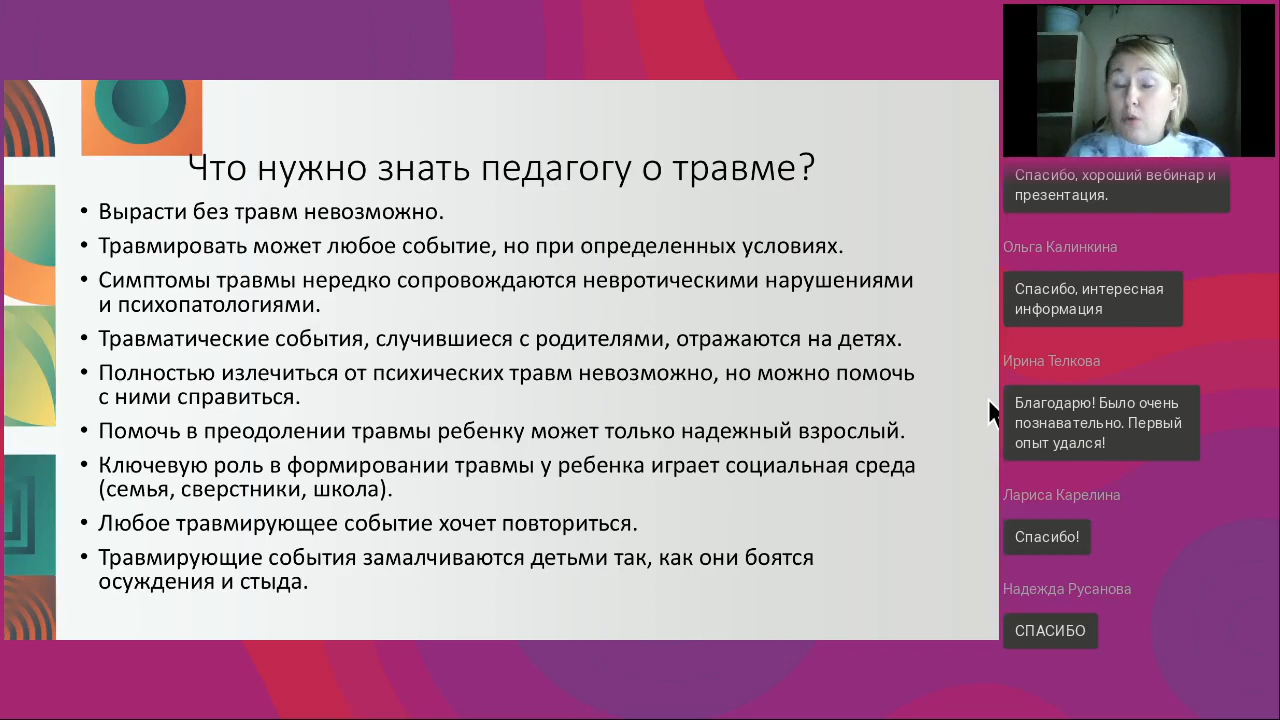 Что нужно знать педагогу о травме?
• Вырасти без травм невозможно.
• Травмировать может любое событие, но при определенных условиях.
• Симптомы травмы нередко сопровождаются невротическими нарушениями
и психопатологиями.
• Травматические события, случившиеся с родителями, отражаются на детях.
• Полностью излечиться от психических травм невозможно, но можно помочь
с ними справиться.
• Помочь в преодолении травмы ребенку может только надежный взрослый.
• Ключевую роль в формировании травмы у ребенка играет социальная среда
(семья, сверстники, школа).
• Любое травмирующее событие хочет повториться.
• Травмирующие события замалчиваются детьми так, как они боятся
осуждения и стыда.
Спасибо, хороший вебинар и
презентация.
Ольга Калинкина
Спасибо, интересная
информация
Ирина Телкова
Благодарю! Было очень
познавательно. Первый
опыт удался!
Лариса Карелина
Спасибо!
Надежда Русанова
СПАСИБО